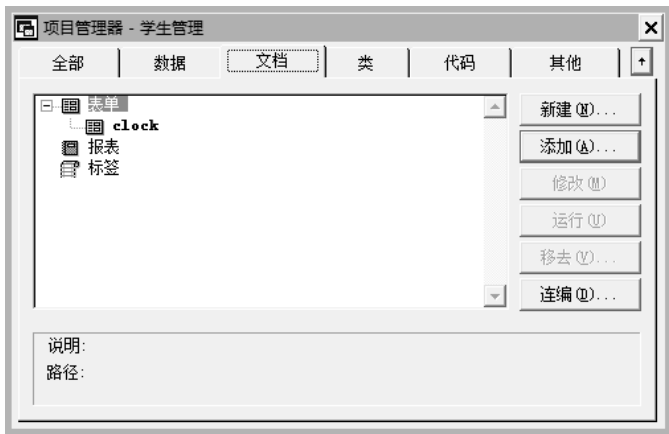 项目管理器 - 学生管理
全部 数据 文档 类 代码 其他
表单
clock
报表
标签
新建(N)...
添加(A)...
修改(M)
运行(U)
移去(V)...
连编(D)...
说明:
路径: